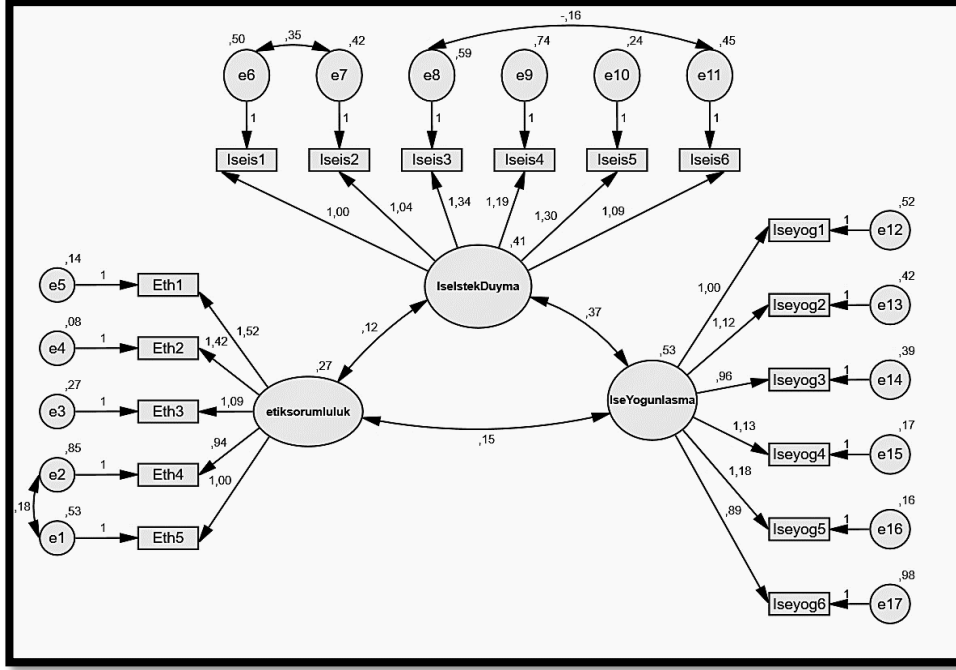 -,16
,50 ,35 ,42 ,59 ,74 ,24 ,45
e6 e7 e8 e9 e10 e11
1 1 1 1 1 1
Iseis1 Iseis2 Iseis3 Iseis4 Iseis5 Iseis6
1,00 1,04 1,34 1,19 1,30 1,09
,41
IseIstekDuyma
,12 ,37
,14
e5 1 Eth1
1,52
,08
e4 1 Eth2
1,42
,27
e3 1 Eth3
1,09
,85
e2 1 Eth4
,94
,18
,53
e1 1 Eth5
1,00
,27
etiksorumluluk
,15
,53
IseYogunlasma
,52
Iseyog1 1 e12
1,00
,42
Iseyog2 1 e13
1,12
,39
Iseyog3 1 e14
,96
,17
Iseyog4 1 e15
1,13
,16
Iseyog5 1 e16
1,18
,98
Iseyog6 1 e17
,89